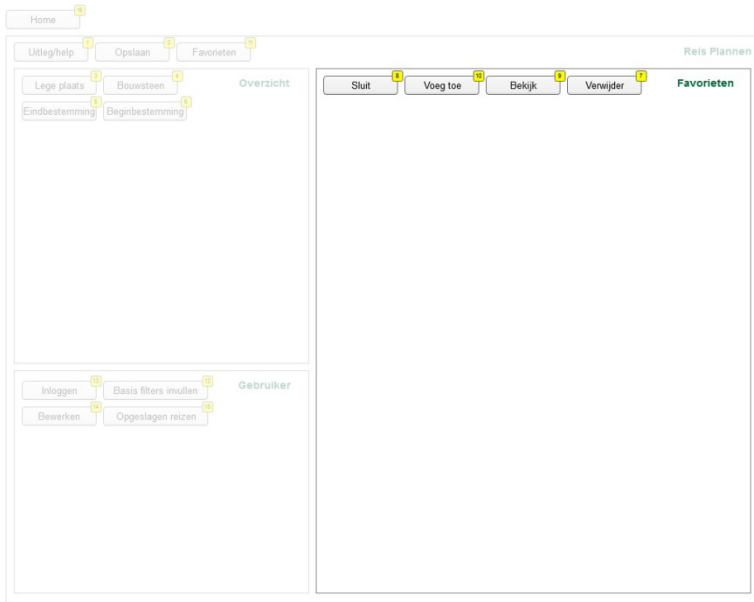 Home 16
Uitleg/help 1 Opslaan 2 Favorieten 11 Reis Plannen
Lege plaats 3 Bouwsteen 4 Overzicht
Eindbestemming 5 Beginbestemming 6
Sluit 8 Voeg toe 10 Bekijk 9 Verwijder 7 Favorieten
Inloggen 13 Basis filters invullen 12 Gebruiker
Bewerken 14 Opgeslagen reizen 15